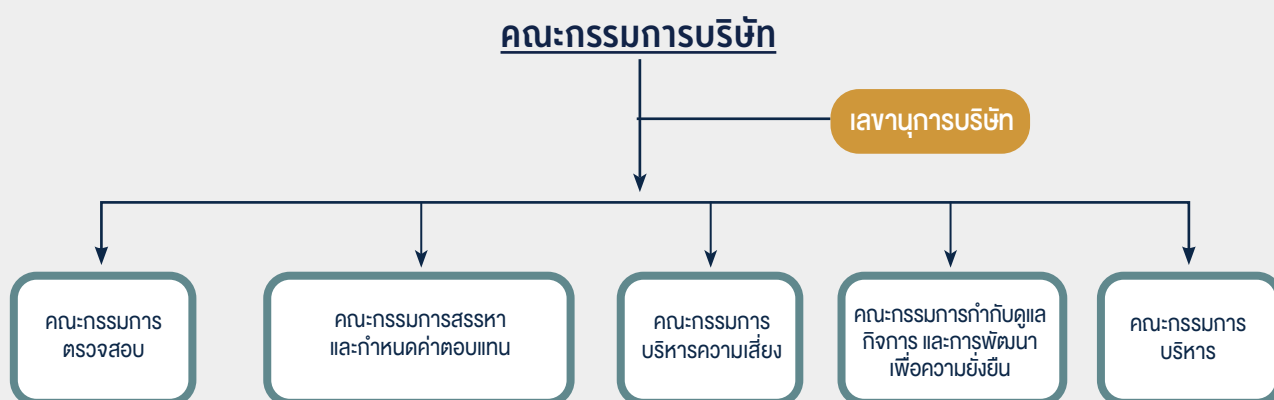 คณะกรรมการบริษัท
เลขานุการบริษัท
คณะกรรมการ
ตรวจสอบ
คณะกรรมการสรรหา
และกำหนดค่าตอบแทน
คณะกรรมการ
บริหารความเสี่ยง
คณะกรรมการกำกับดูแล
กิจการ และการพัฒนา
เพื่อความยั่งยืน
คณะกรรมการ
บริหาร